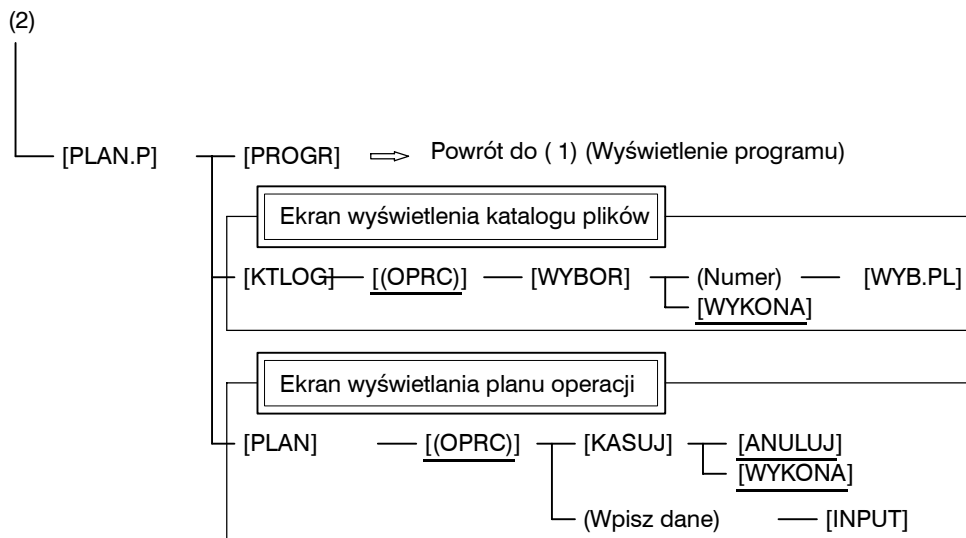 (2)
[PLAN.P] [PROGR] ⇨ Powrót do ( 1) (Wyświetlenie programu)
Ekran wyświetlenia katalogu plików
[KTLOG] [(OPRC)] [WYBOR] (Numer) [WYB.PL]
[WYKONA]
Ekran wyświetlania planu operacji
[PLAN] [(OPRC)] [KASUJ] [ANULUJ]
[WYKONA]
(Wpisz dane) [INPUT]